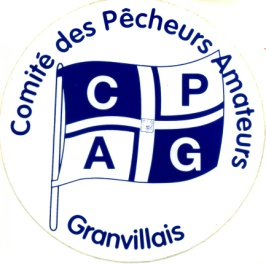 Comité des Pêcheurs Amateurs
C P
A G
Granvillais